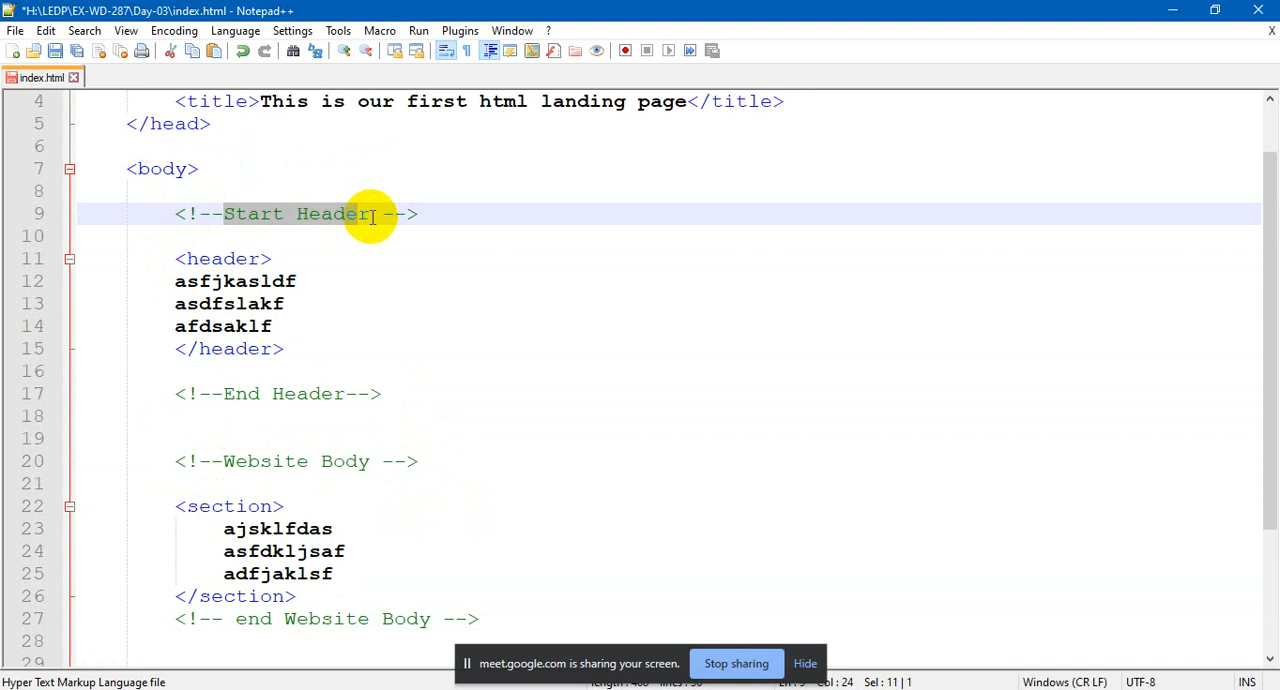 *H:\LEDP\EX-WD-287\Day-03\index.html - Notepad++
File Edit Search View Encoding Language Settings Tools Macro Run Plugins Window ? X
index.html
4 <title>This is our first html landing page</title>
5 </head>
6
7 <body>
8
9 <!--Start Header -->
10
11 <header>
12 asfjkasldf
13 asdfslakf
14 afdsaklf
15 </header>
16
17 <!--End Header-->
18
19
20 <!--Website Body -->
21
22 <section>
23 ajsklfdas
24 asfdkljsaf
25 adfjaklsf
26 </section>
27 <!-- end Website Body -->
28
29
meet.google.com is sharing your screen. Stop sharing Hide
Hyper Text Markup Language file Col : 24 Sel : 11 | 1 Windows (CR LF) UTF-8 INS